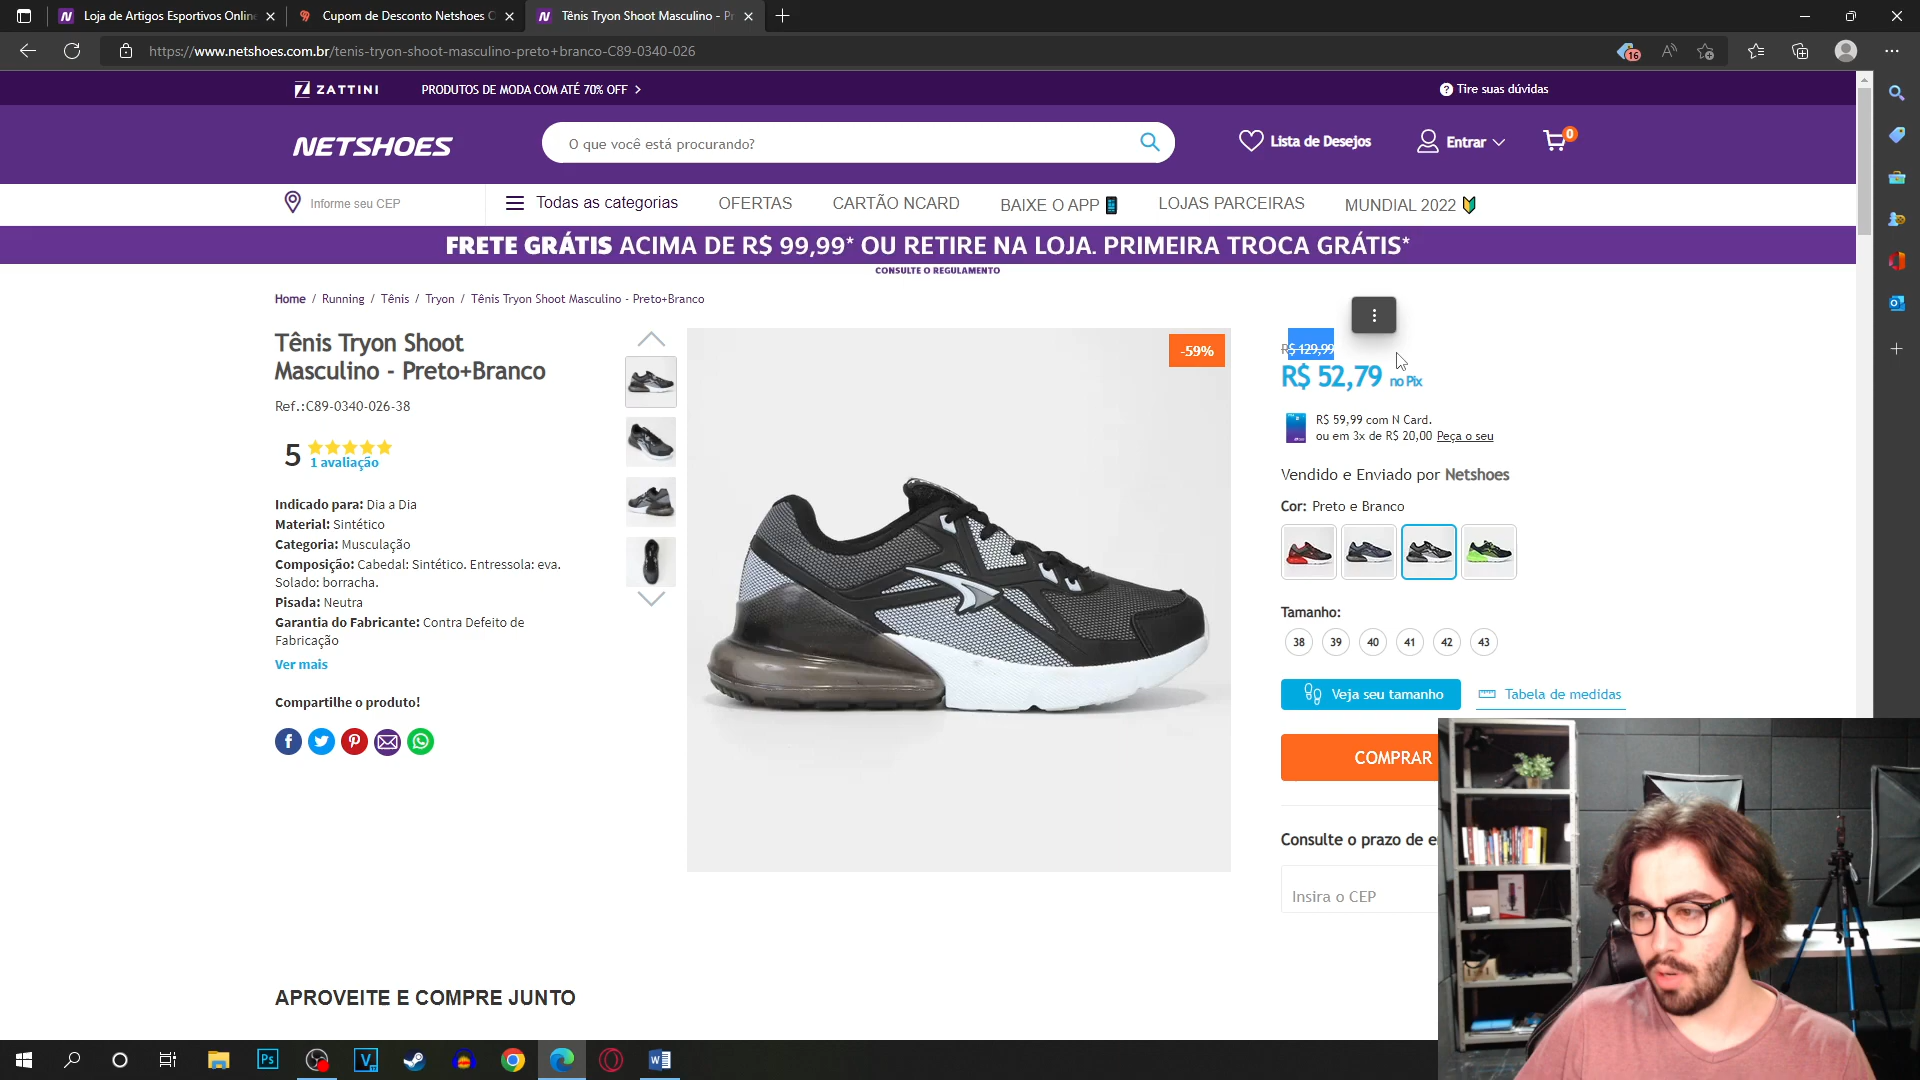 Loja de Artigos Esportivos Online
Cupom de Desconto Netshoes
Tênis Tryon Shoot Masculino - Pr
https://www.netshoes.com.br/tenis-tryon-shoot-masculino-preto+branco-C89-0340-026
16
ZATTINI
PRODUTOS DE MODA COM ATÉ 70% OFF
Tire suas dúvidas
NETSHOES
O que você está procurando?
Lista de Desejos
Entrar
0
Informe seu CEP
Todas as categorias
OFERTAS
CARTÃO NCARD
BAIXE O APP
LOJAS PARCEIRAS
MUNDIAL 2022
FRETE GRÁTIS ACIMA DE R$ 99,99* OU RETIRE NA LOJA. PRIMEIRA TROCA GRÁTIS*
CONSULTE O REGULAMENTO
Home / Running / Tênis / Tryon / Tênis Tryon Shoot Masculino - Preto+Branco
Tênis Tryon Shoot
Masculino - Preto+Branco
Ref.:C89-0340-026-38
5
1 avaliação
Indicado para: Dia a Dia
Material: Sintético
Categoria: Musculação
Composição: Cabedal: Sintético. Entressola: eva.
Solado: borracha.
Pisada: Neutra
Garantia do Fabricante: Contra Defeito de
Fabricação
Ver mais
Compartilhe o produto!
-59%
R$ 129,99
R$ 52,79 no Pix
R$ 59,99 com N Card.
ou em 3x de R$ 20,00 Peça o seu
Vendido e Enviado por Netshoes
Cor: Preto e Branco
Tamanho:
38 39 40 41 42 43
Veja seu tamanho
Tabela de medidas
COMPRAR
Consulte o prazo de e
Insira o CEP
APROVEITE E COMPRE JUNTO